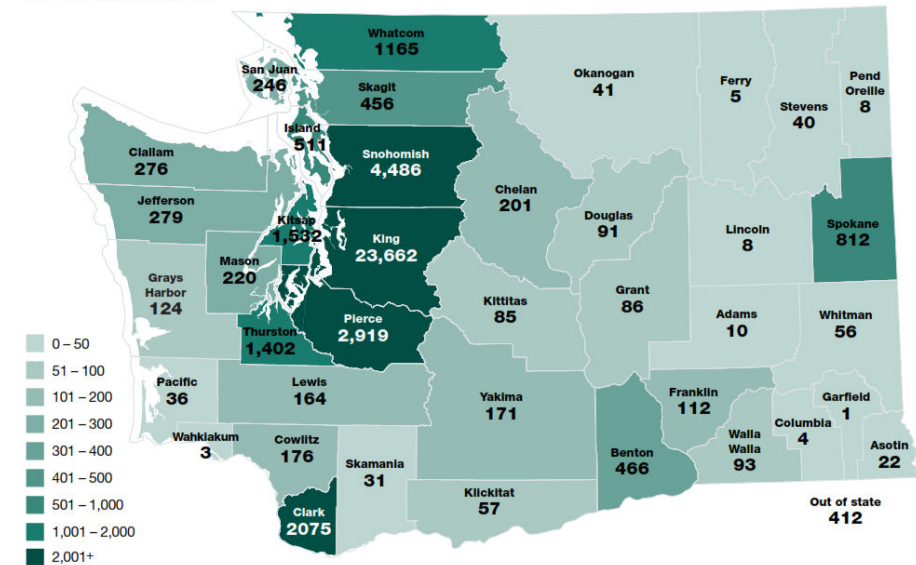 Whatcom
1165
San Juan
246
Skagit
456
Island
511
Snohomish
4,486
Okanogan
41
Ferry
5
Stevens
40
Pend
Oreille
8
Clallam
276
Jefferson
279
Kitsap
1,532
King
23,662
Chelan
201
Douglas
91
Lincoln
8
Spokane
812
Grays
Harbor
124
Mason
220
Thurston
1,402
Pierce
2,919
Kittitas
85
Grant
86
Adams
10
Whitman
56
Pacific
36
Lewis
164
Yakima
171
Franklin
112
Garfield
1
Wahkiakum
3
Cowlitz
176
Skamania
31
Benton
466
Walla
Walla
93
Columbia
4
Asotin
22
Clark
2075
Klickitat
57
Out of state
412
0 – 50
51 – 100
101 – 200
201 – 300
301 – 400
401 – 500
501 – 1,000
1,001 – 2,000
2,001+